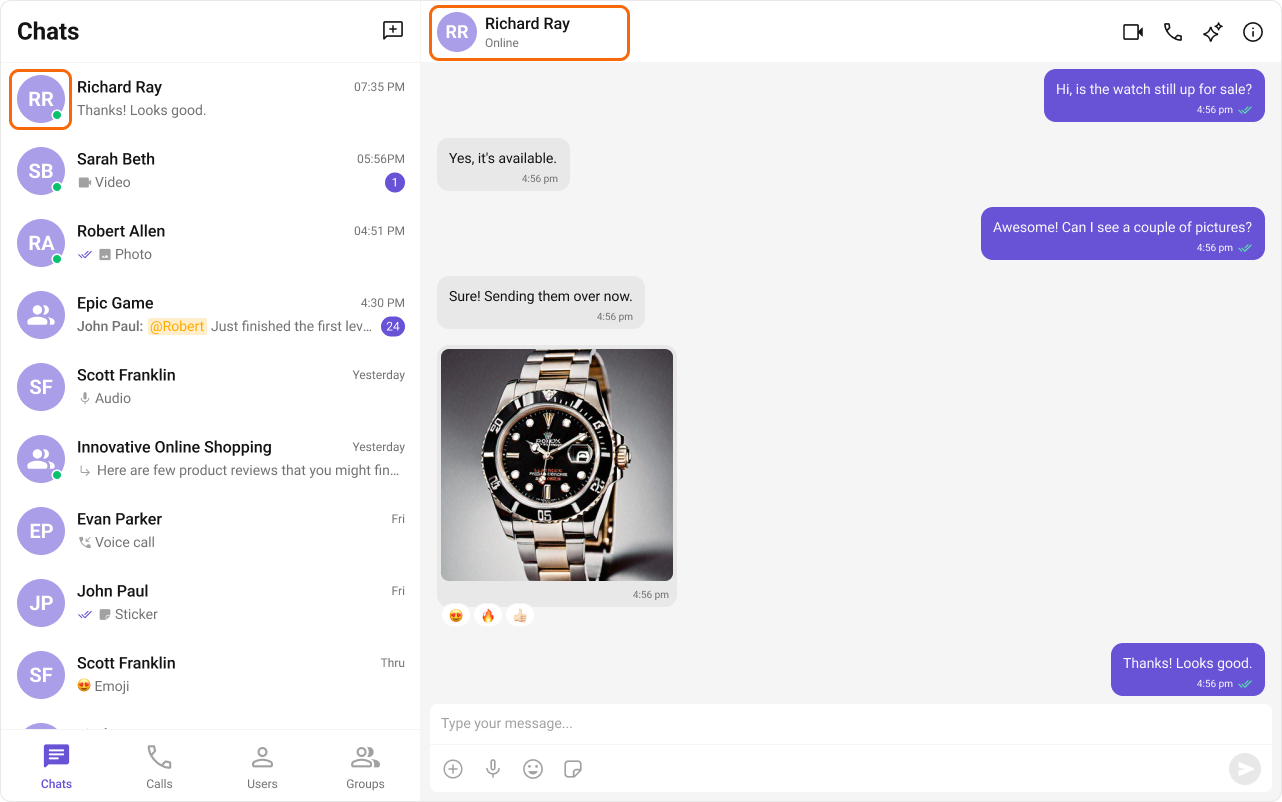 Chats
RR
Richard Ray
07:35 PM
Thanks! Looks good.
SB
Sarah Beth
05:56PM
Video
1
RA
Robert Allen
04:51 PM
Photo
Epic Game
4:30 PM
John Paul: @Robert Just finished the first lev...
24
SF
Scott Franklin
Yesterday
Audio
Innovative Online Shopping
Yesterday
Here are few product reviews that you might fin...
EP
Evan Parker
Fri
Voice call
JP
John Paul
Fri
Sticker
SF
Scott Franklin
Thru
😍 Emoji
Chats
Calls
Users
Groups
RR
Richard Ray
Online
Hi, is the watch still up for sale?
4:56 pm
Yes, it's available.
4:56 pm
Awesome! Can I see a couple of pictures?
4:56 pm
Sure! Sending them over now.
4:56 pm
ROLEX
05
4:56 pm
Thanks! Looks good.
4:56 pm
Type your message...